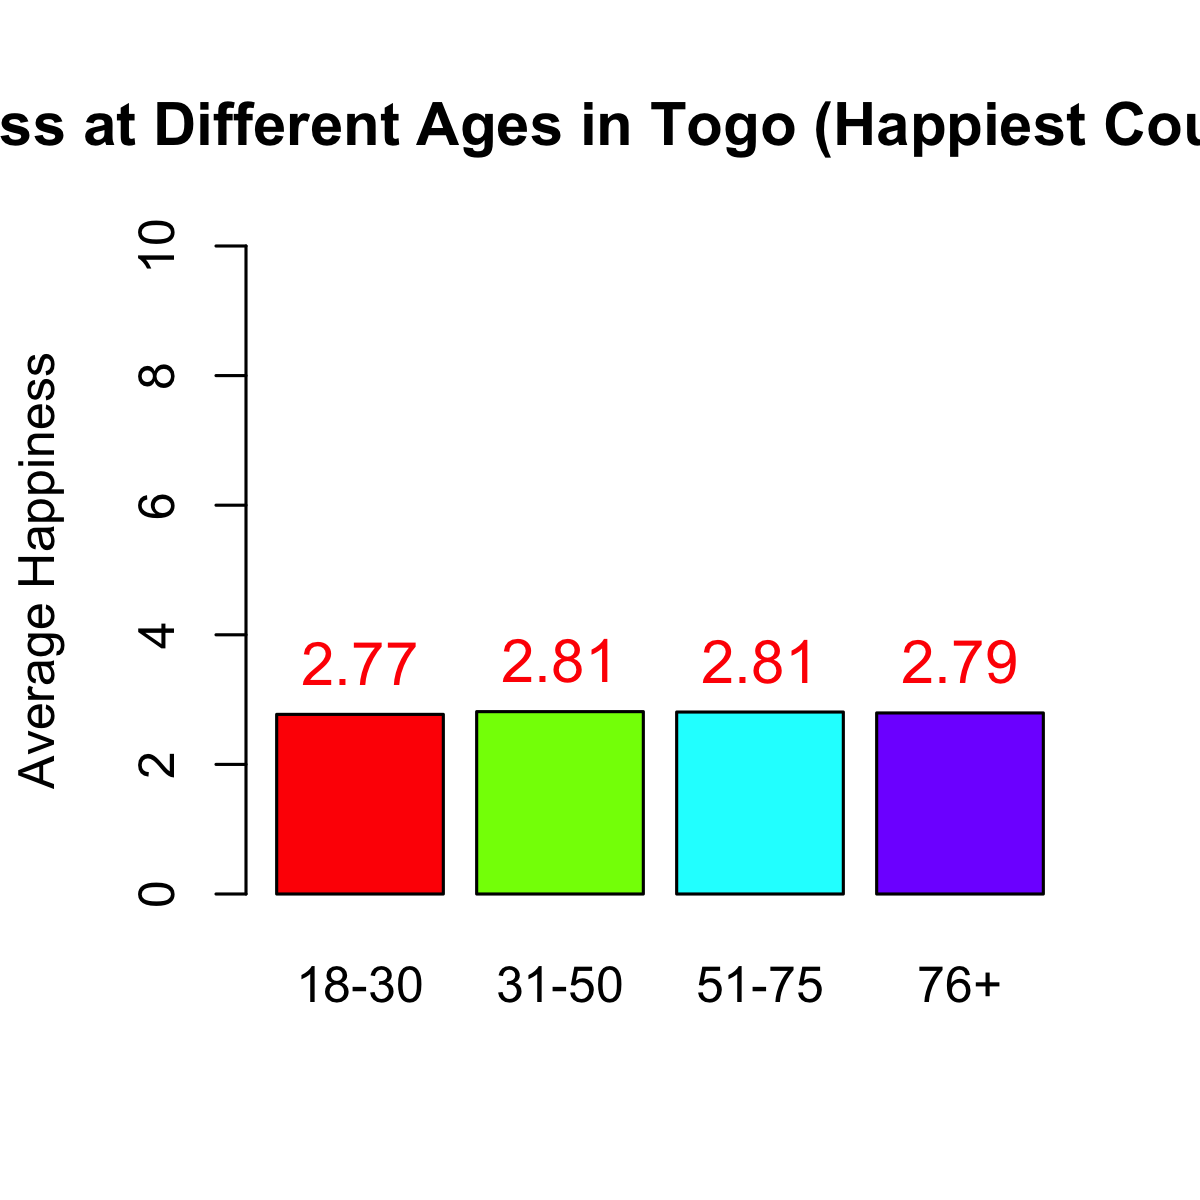 ss at Different Ages in Togo (Happiest Cou
Average Happiness
10
8
6
4
2
0
2.77 2.81 2.81 2.79
18-30 31-50 51-75 76+